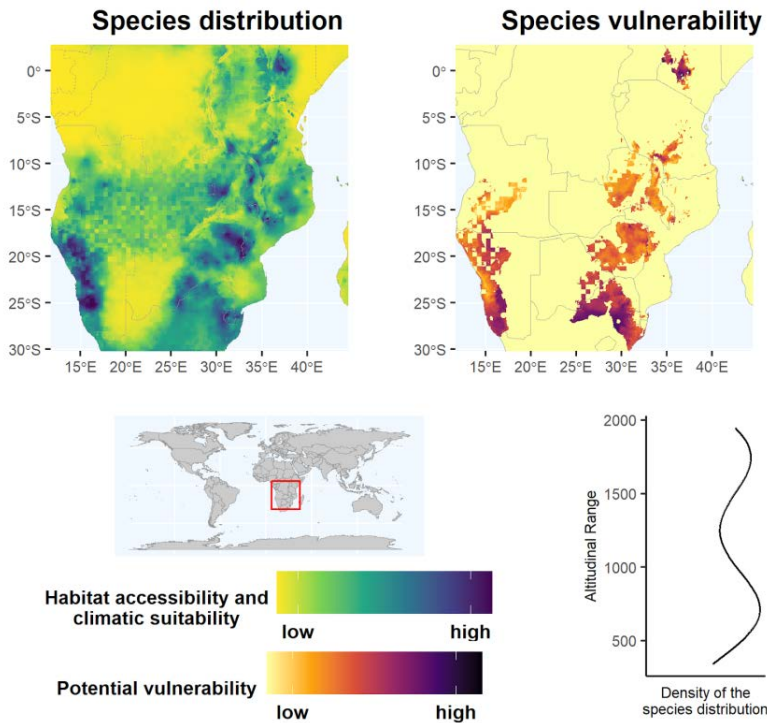 Species distribution
Species vulnerability
0°
5°S
10°S
15°S
20°S
25°S
30°S
15°E 20°E 25°E 30°E 35°E 40°E
0°
5°S
10°S
15°S
20°S
25°S
30°S
15°E 20°E 25°E 30°E 35°E 40°E
2000
1500
1000
500
Altitudinal Range
Density of the
species distribution
Habitat accessibility and
climatic suitability
low high
Potential vulnerability
low high